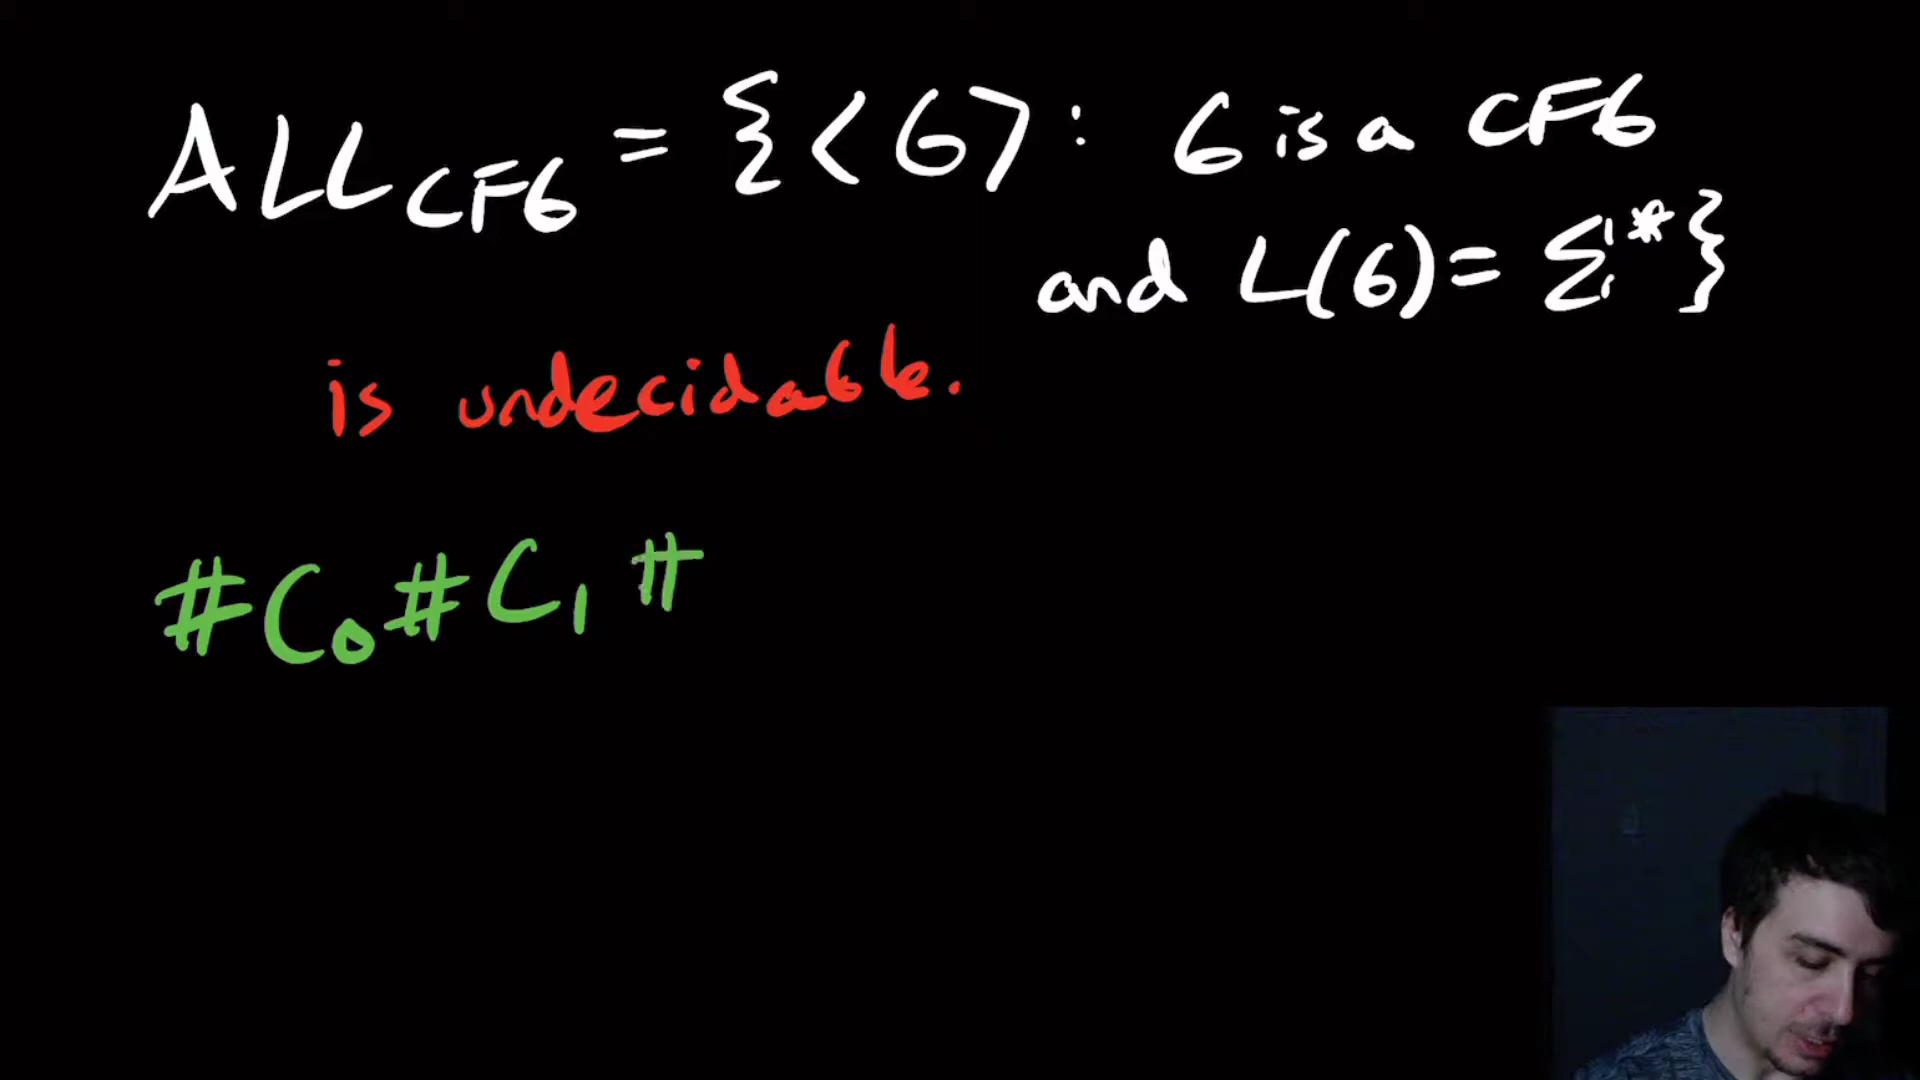 ALL_CFG = {<G>: G is a CFG
and L(G) = Σ*}
is undecidable.
#C₀#C₁#